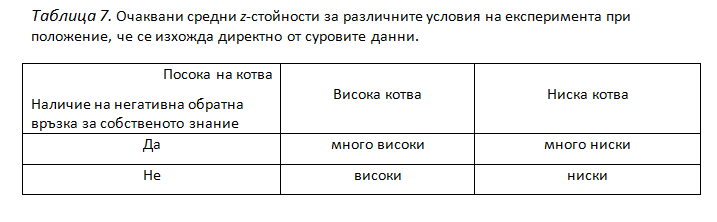 Таблица 7. Очаквани средни z-стойности за различните условия на експеримента при
положение, че се изхожда директно от суровите данни.
Посока на котва
Наличие на негативна обратна
връзка за собственото знание
Висока котва
Ниска котва
Да
много високи
много ниски
Не
високи
ниски